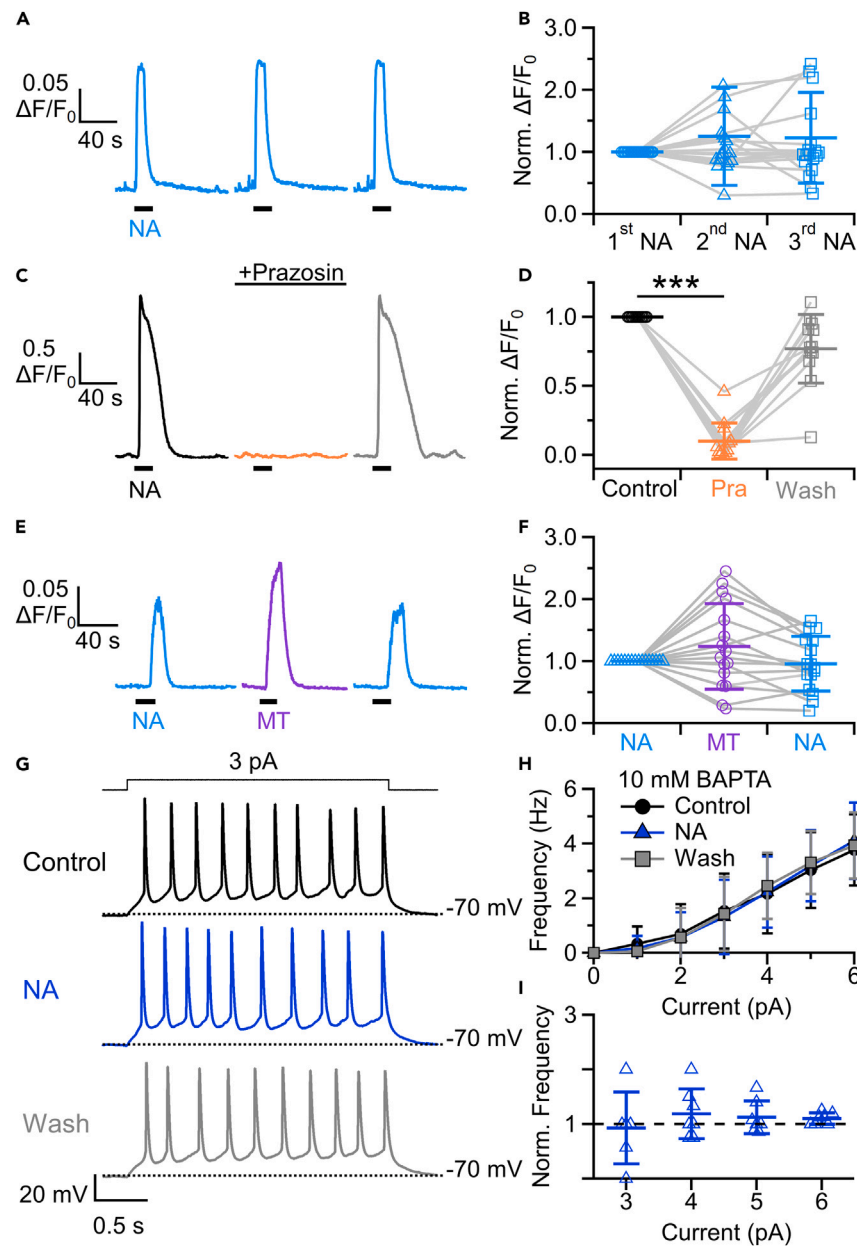 A
0.05
ΔF/F0
40 s
NA
B
Norm. ΔF/F0
3.0
2.0
1.0
0.0
1st NA 2nd NA 3rd NA
C
+Prazosin
0.5
ΔF/F0
40 s
NA
D
***
Norm. ΔF/F0
1.0
0.5
0.0
Control Pra Wash
E
0.05
ΔF/F0
40 s
NA MT NA
F
Norm. ΔF/F0
3.0
2.0
1.0
0.0
NA MT NA
G
3 pA
Control
-70 mV
NA
-70 mV
Wash
-70 mV
20 mV
0.5 s
H
10 mM BAPTA
Control
NA
Wash
Frequency (Hz)
6
4
2
0
0 2 4 6
Current (pA)
I
Norm. Frequency
3
1
3 4 5 6
Current (pA)